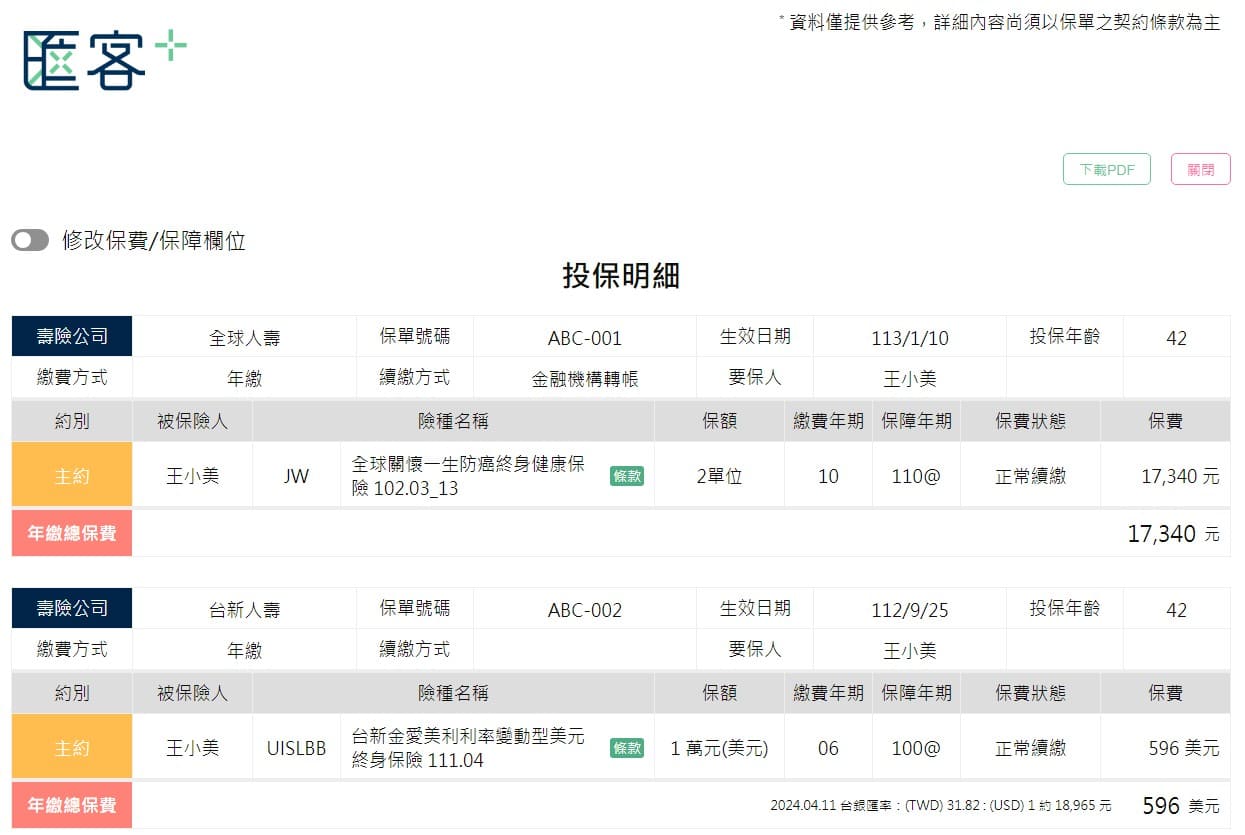 匯客+
* 資料僅提供參考，詳細內容尚須以保單之契約條款為主
下載PDF 關閉
修改保費/保障欄位
投保明細
壽險公司 全球人壽 保單號碼 ABC-001 生效日期 113/1/10 投保年齡 42
繳費方式 年繳 續繳方式 金融機構轉帳 要保人 王小美
約別 被保險人 險種名稱 保額 繳費年期 保障年期 保費狀態 保費
主約 王小美 JW 全球關懷一生防癌終身健康保
險 102.03_13 條款 2單位 10 110@ 正常續繳 17,340 元
年繳總保費 17,340 元
壽險公司 台新人壽 保單號碼 ABC-002 生效日期 112/9/25 投保年齡 42
繳費方式 年繳 續繳方式 要保人 王小美
約別 被保險人 險種名稱 保額 繳費年期 保障年期 保費狀態 保費
主約 王小美 UISLBB 台新金愛美利利率變動型美元
終身保險 111.04 條款 1 萬元(美元) 06 100@ 正常續繳 596 美元
年繳總保費 2024.04.11 台銀匯率：(TWD) 31.82 : (USD) 1 約 18,965 元 596 美元